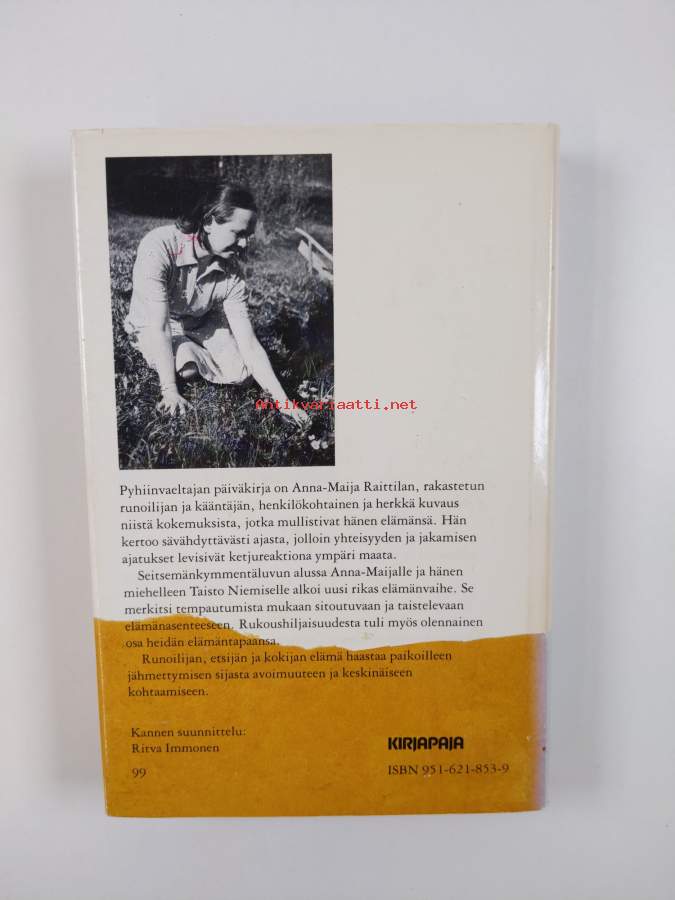 Antikvariaatti.net
Pyhiinvaeltajan päiväkirja on Anna-Maija Raittilan, rakastetun
runoilijan ja kääntäjän, henkilökohtainen ja herkkä kuvaus
niistä kokemuksista, jotka mullistivat hänen elämänsä. Hän
kertoo sävähdyttävästi ajasta, jolloin yhteisyyden ja jakamisen
ajatukset levisivät ketjureaktiona ympäri maata.
Seitsemänkymmentäluvun alussa Anna-Maijalle ja hänen
miehelleen Taisto Niemiselle alkoi uusi rikas elämänvaihe. Se
merkitsi tempautumista mukaan sitoutuvaan ja taistelevaan
elämänasenteeseen. Rukoushiljaisuudesta tuli myös olennainen
osa heidän elämäntapaansa.
Runoilijan, etsijän ja kokijan elämä haastaa paikoilleen
jähmettymisen sijasta avoimuuteen ja keskinäiseen
kohtaamiseen.
Kannen suunnittelu:
Ritva Immonen
99
KIRJAPAJA
ISBN 951-621-853-9